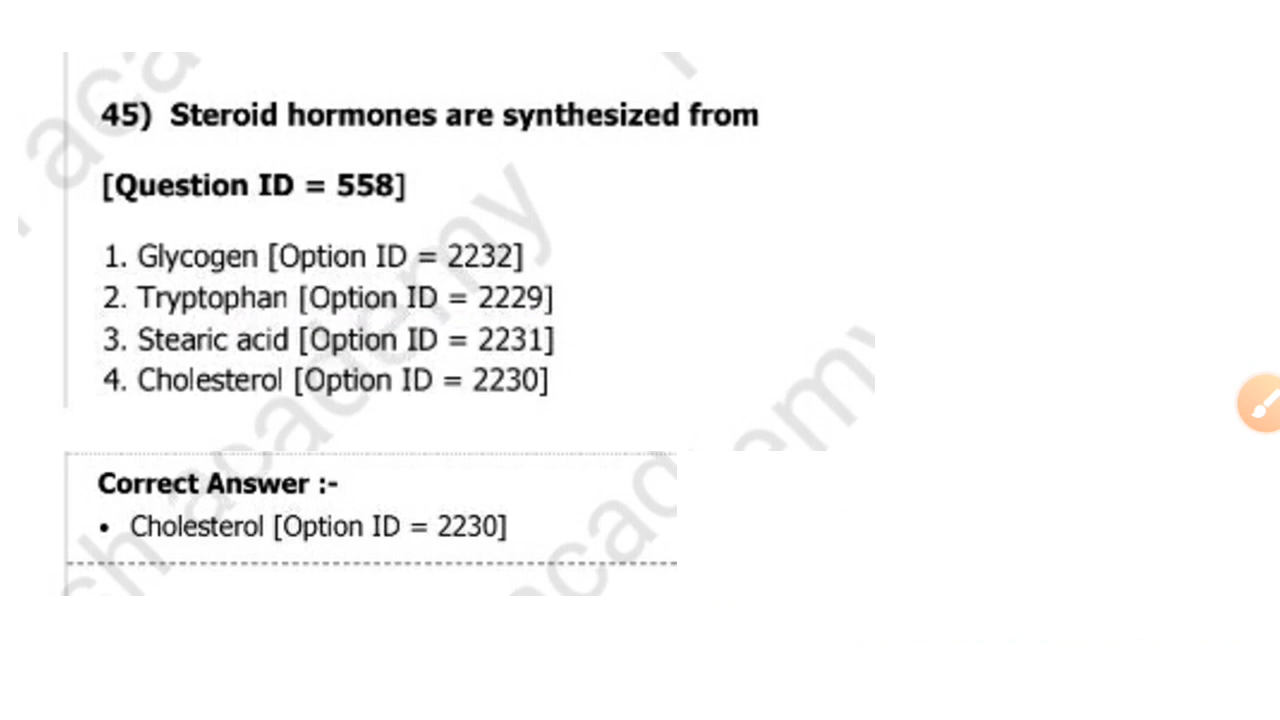 45) Steroid hormones are synthesized from
[Question ID = 558]
1. Glycogen [Option ID = 2232]
2. Tryptophan [Option ID = 2229]
3. Stearic acid [Option ID = 2231]
4. Cholesterol [Option ID = 2230]
Correct Answer :-
• Cholesterol [Option ID = 2230]
academy